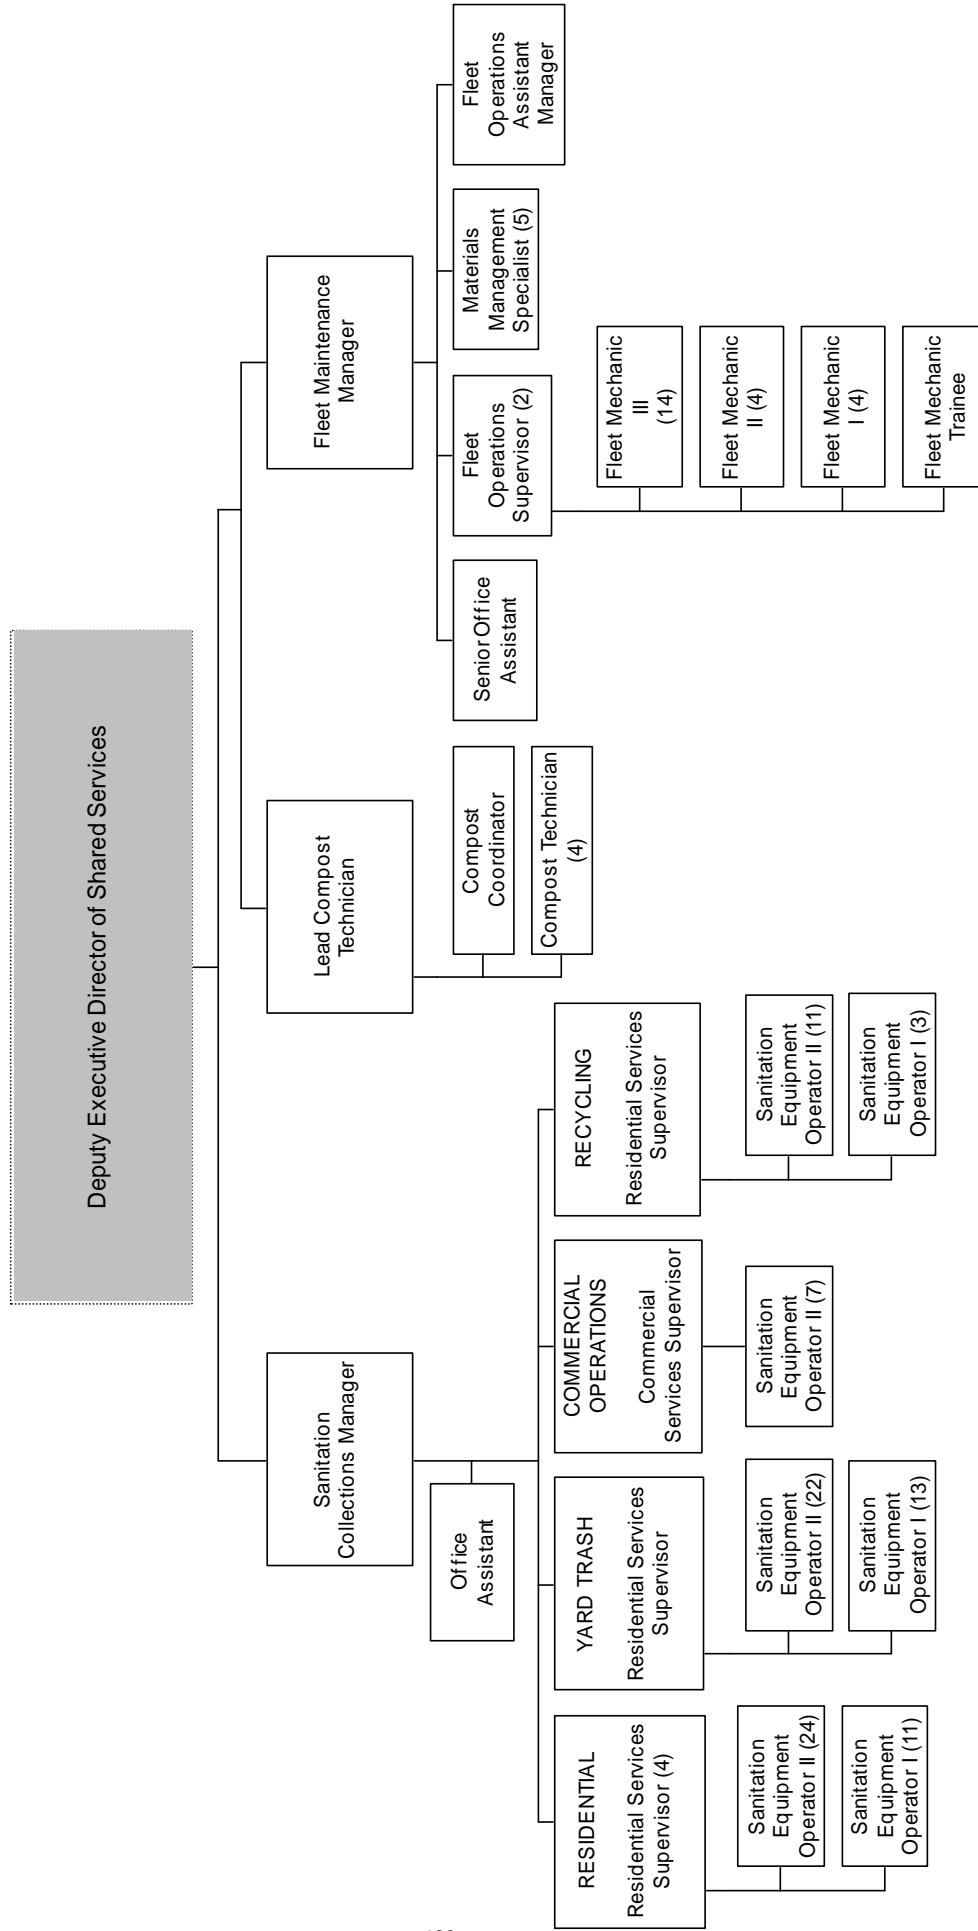 Deputy Executive Director of Shared Services
Sanitation
Collections Manager
Lead Compost
Technician
Fleet Maintenance
Manager
Office
Assistant
RESIDENTIAL
Residential Services
Supervisor (4)
Sanitation
Equipment
Operator II (24)
Sanitation
Equipment
Operator I (11)
YARD TRASH
Residential Services
Supervisor
Sanitation
Equipment
Operator II (22)
Sanitation
Equipment
Operator I (13)
COMMERCIAL
OPERATIONS
Commercial
Services Supervisor
Sanitation
Equipment
Operator II (7)
RECYCLING
Residential Services
Supervisor
Sanitation
Equipment
Operator II (11)
Sanitation
Equipment
Operator I (3)
Compost
Coordinator
Compost Technician
(4)
Senior Office
Assistant
Fleet
Operations
Supervisor (2)
Fleet Mechanic
III
(14)
Fleet Mechanic
II (4)
Fleet Mechanic
I (4)
Fleet Mechanic
Trainee
Materials
Management
Specialist (5)
Fleet
Operations
Assistant
Manager